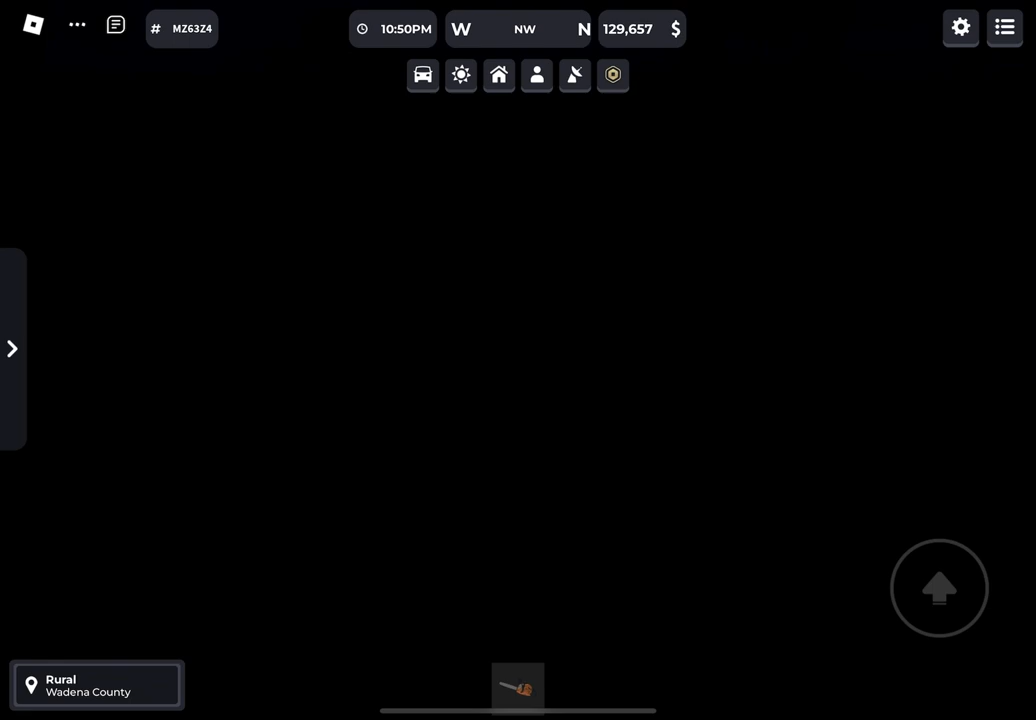 # MZ63Z4
10:50PM
W NW N
129,657 $
Rural
Wadena County